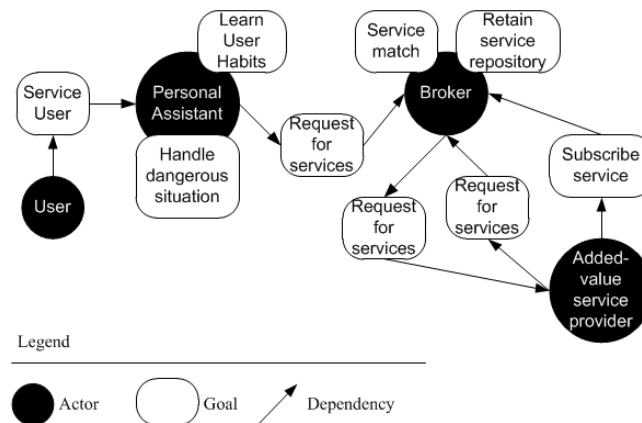 Learn
User
Habits
Service
match
Retain
service
repository
Service
User
Personal
Assistant
Broker
Request
for
services
Handle
dangerous
situation
Subscribe
service
User
Request
for
services
Request
for
services
Added-
value
service
provider
Legend
Actor
Goal
Dependency